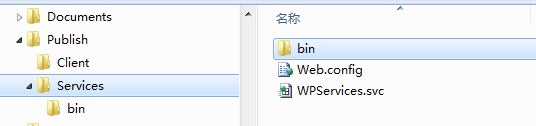 Documents
Publish
Client
Services
bin
名称
bin
Web.config
WPServices.svc